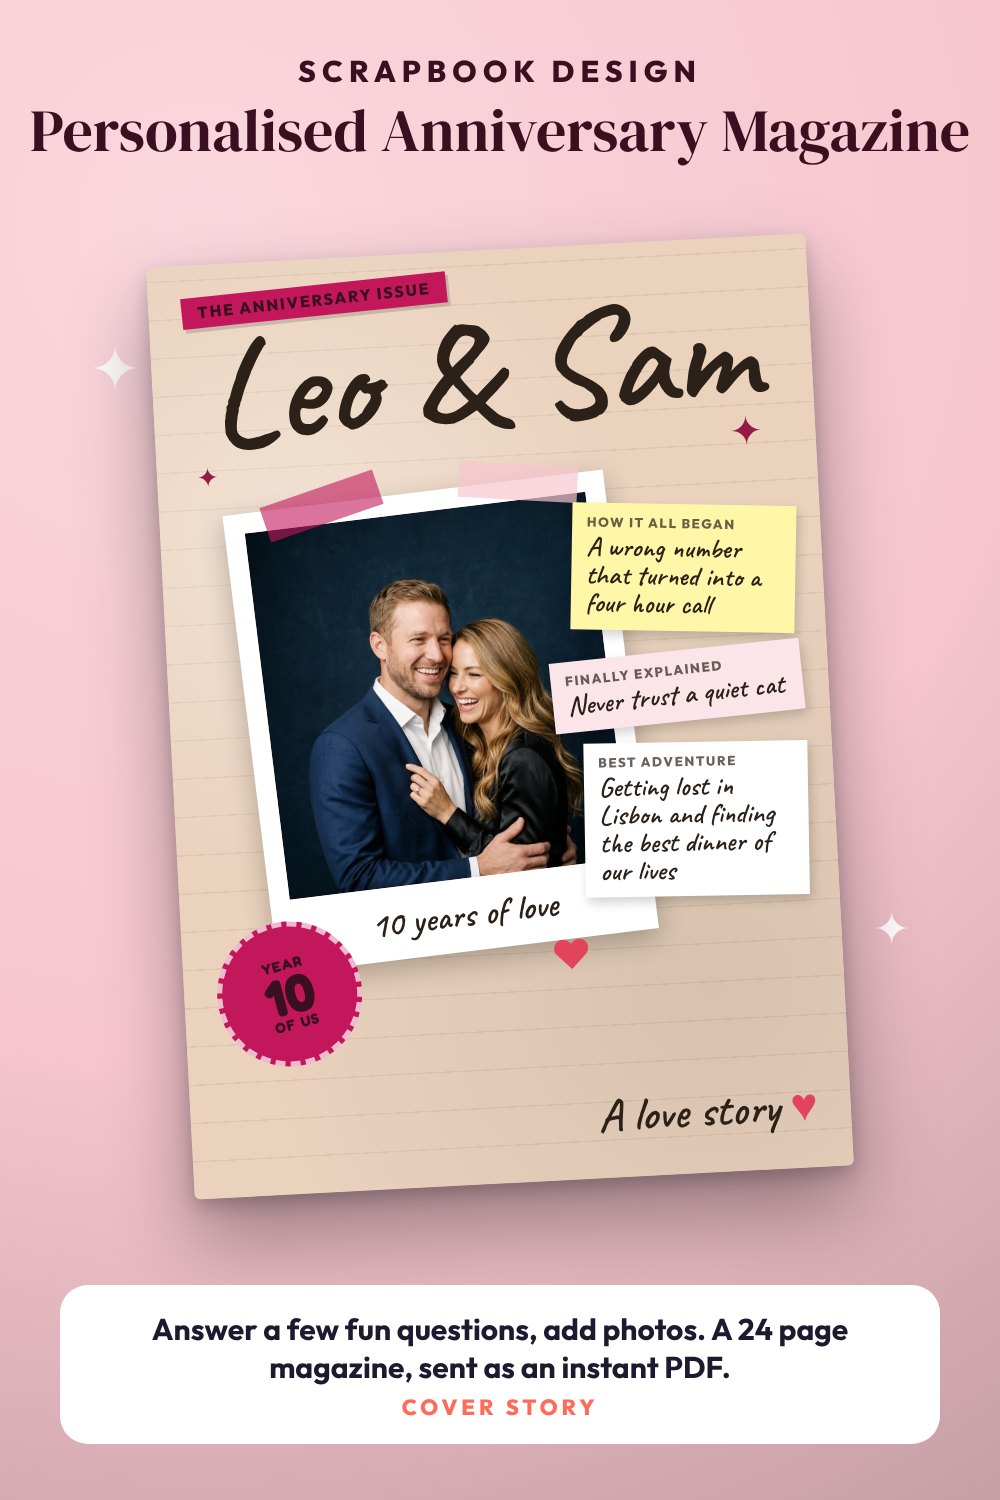 SCRAPBOOK DESIGN
Personalised Anniversary Magazine
THE ANNIVERSARY ISSUE
Leo & Sam
HOW IT ALL BEGAN
A wrong number
that turned into a
four hour call
FINALLY EXPLAINED
Never trust a quiet cat
BEST ADVENTURE
Getting lost in
Lisbon and finding
the best dinner of
our lives
10 years of love
YEAR
10
OF US
A love story
Answer a few fun questions, add photos. A 24 page
magazine, sent as an instant PDF.
COVER STORY